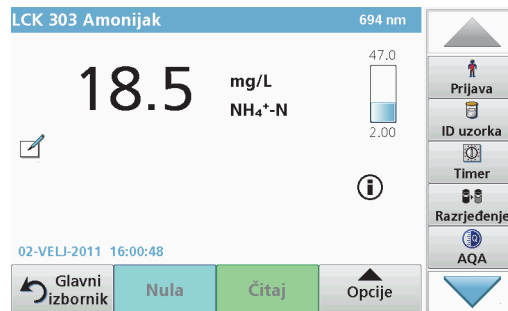 LCK 303 Amonijak 694 nm
18.5 mg/L
NH₄⁺-N
47.0
2.00
02-VELJ-2011 16:00:48
Glavni
izbornik
Nula
Čitaj
Opcije
Prijava
ID uzorka
Timer
Razrjeđenje
AQA